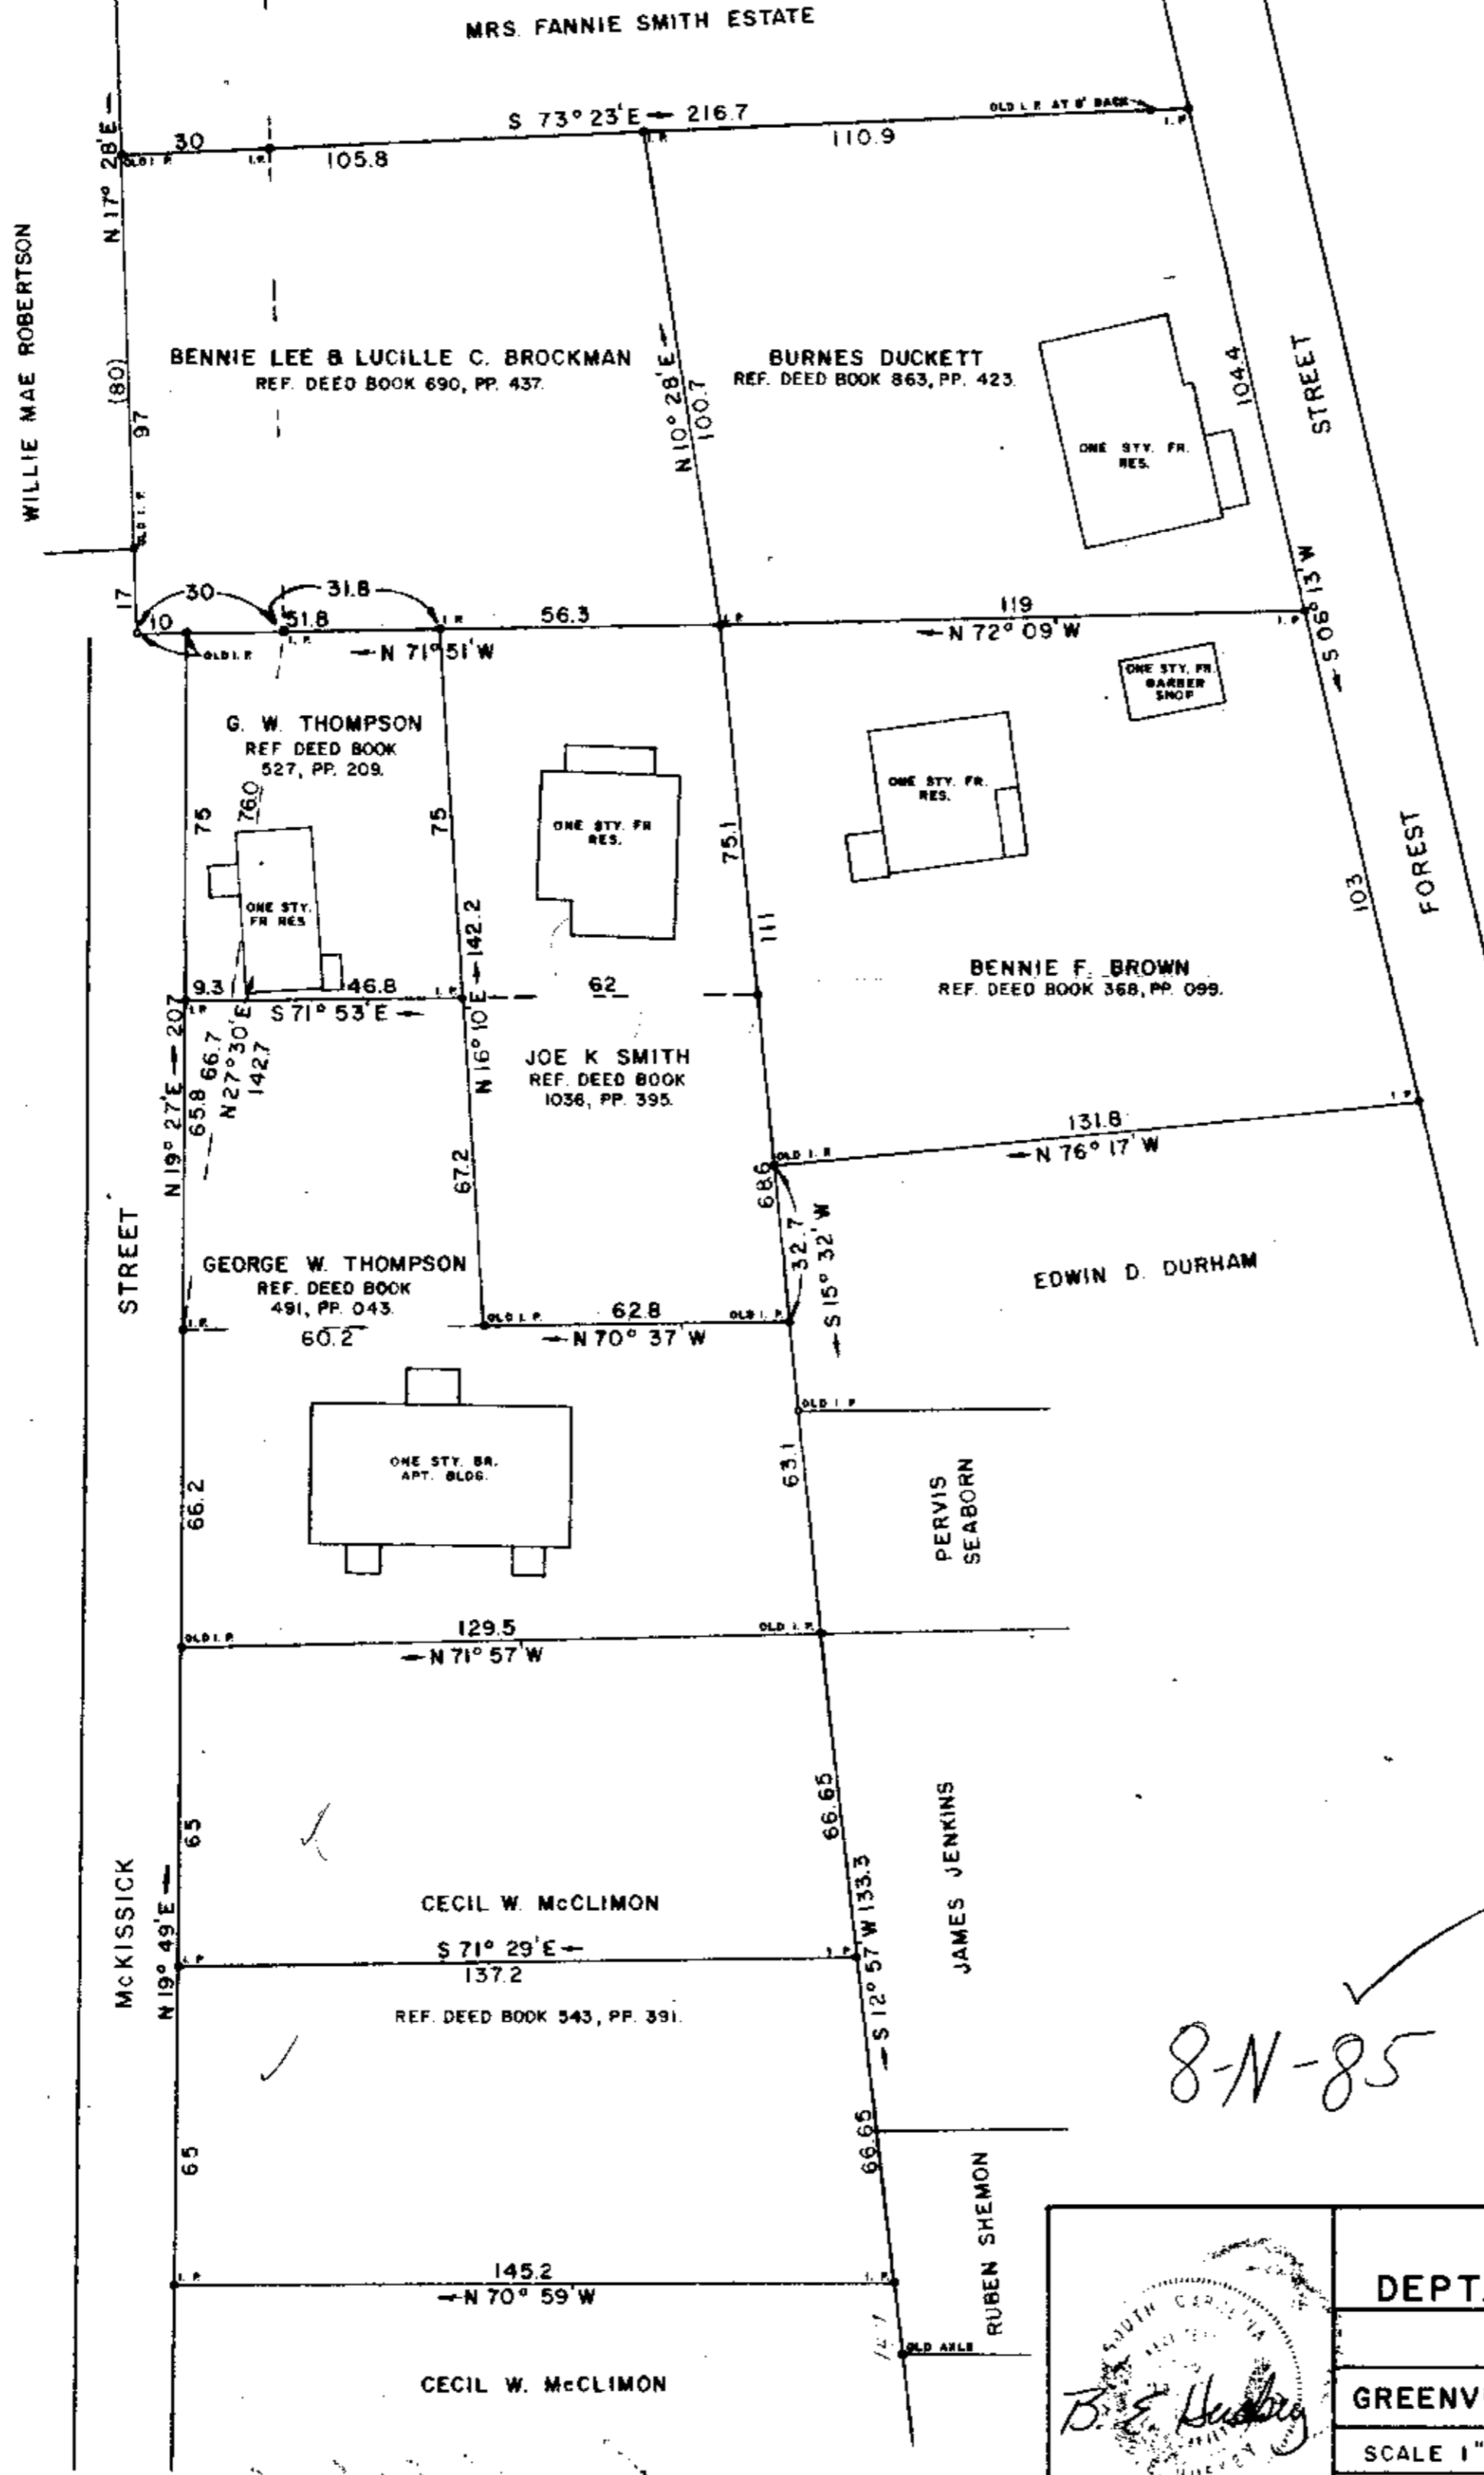 MRS. FANNIE SMITH ESTATE
S 73° 23'E 216.7
OLD I. P. AT 8' BACK
I. P.
N 17° 28'E
OLD I. P.
30
I. P.
105.8
I. P.
110.9
WILLIE MAE ROBERTSON
(80)
97
OLD I. P.
17
BENNIE LEE & LUCILLE C. BROCKMAN
REF. DEED BOOK 690, PP. 437.
N 10° 28'E
100.7
BURNES DUCKETT
REF. DEED BOOK 863, PP. 423.
ONE STY. FR.
RES.
104.4
STREET
30
31.8
10
51.8
I. P.
I. P.
56.3
I. P.
119
I. P.
OLD I. P.
N 71° 51'W
N 72° 09'W
S 06° 13'W
G. W. THOMPSON
REF. DEED BOOK
527, PP. 209.
75
76.0
75
ONE STY.
FR RES
ONE STY. FR
RES.
75.1
ONE STY. FR.
RES.
ONE STY. FR.
BARBER
SHOP
103
FOREST
111
142.2
9.3
46.8
I. P.
I. P.
S 71° 53'E
62
N 16° 10'E
N 19° 27'E 207
65.8
66.7
N 27° 30'E
142.7
BENNIE F. BROWN
REF. DEED BOOK 368, PP. 099.
JOE K SMITH
REF. DEED BOOK
1036, PP. 395.
67.2
68.6
OLD I. P.
131.8
I. P.
N 76° 17' W
32.7
S 15° 32' W
STREET
GEORGE W. THOMPSON
REF. DEED BOOK
491, PP. 043.
I. P.
60.2
OLD I. P.
62.8
OLD I. P.
N 70° 37' W
EDWIN D. DURHAM
OLD I. P
ONE STY. BR.
APT. BLDG.
66.2
63.1
PERVIS
SEABORN
OLD I. P.
129.5
OLD I. P.
N 71° 57'W
65
66.65
JAMES JENKINS
McKISSICK
N 19° 49'E
CECIL W. McCLIMON
S 71° 29'E
I. P
I. P
137.2
REF. DEED BOOK 543, PP. 391.
S 12° 57' W 133.3
8-N-85
65
66.65
RUBEN SHEMON
I. P.
145.2
I. P.
N 70° 59'W
OLD AXLE
CECIL W. McCLIMON
SOUTH CAROLINA
DEPT.
GREENV
SCALE 1"